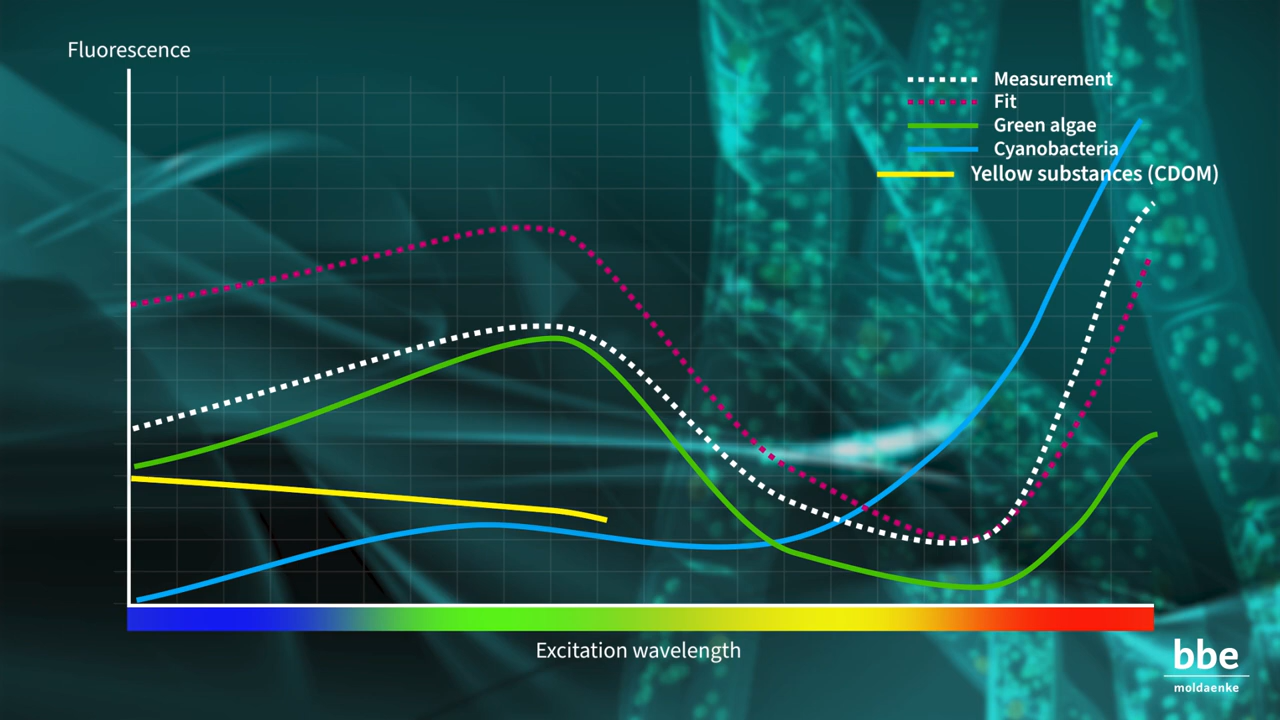 Fluorescence
Measurement
Fit
Green algae
Cyanobacteria
Yellow substances (CDOM)
Excitation wavelength
bbe
moldaenke